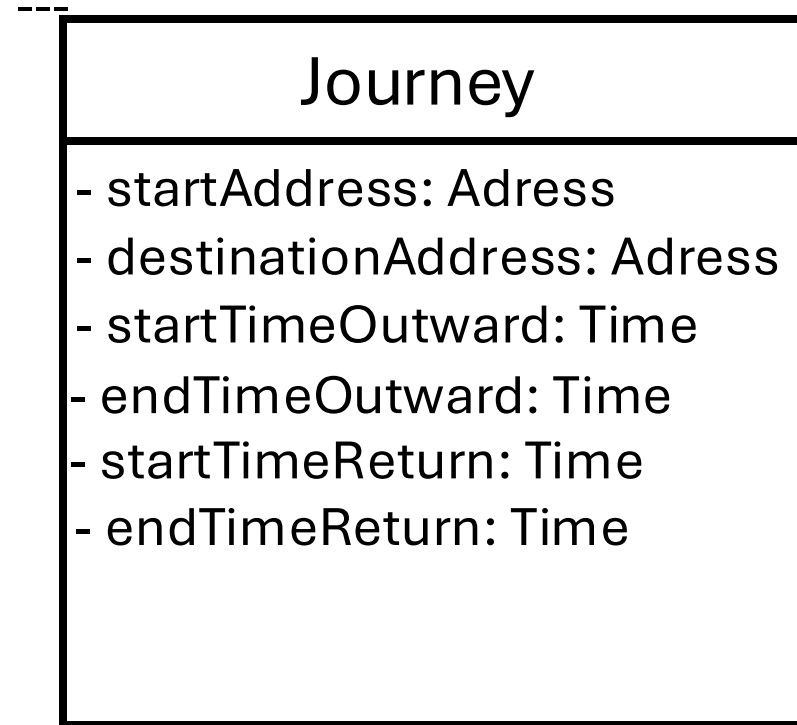 Journey
- startAddress: Adress
- destinationAddress: Adress
- startTimeOutward: Time
- endTimeOutward: Time
- startTimeReturn: Time
- endTimeReturn: Time